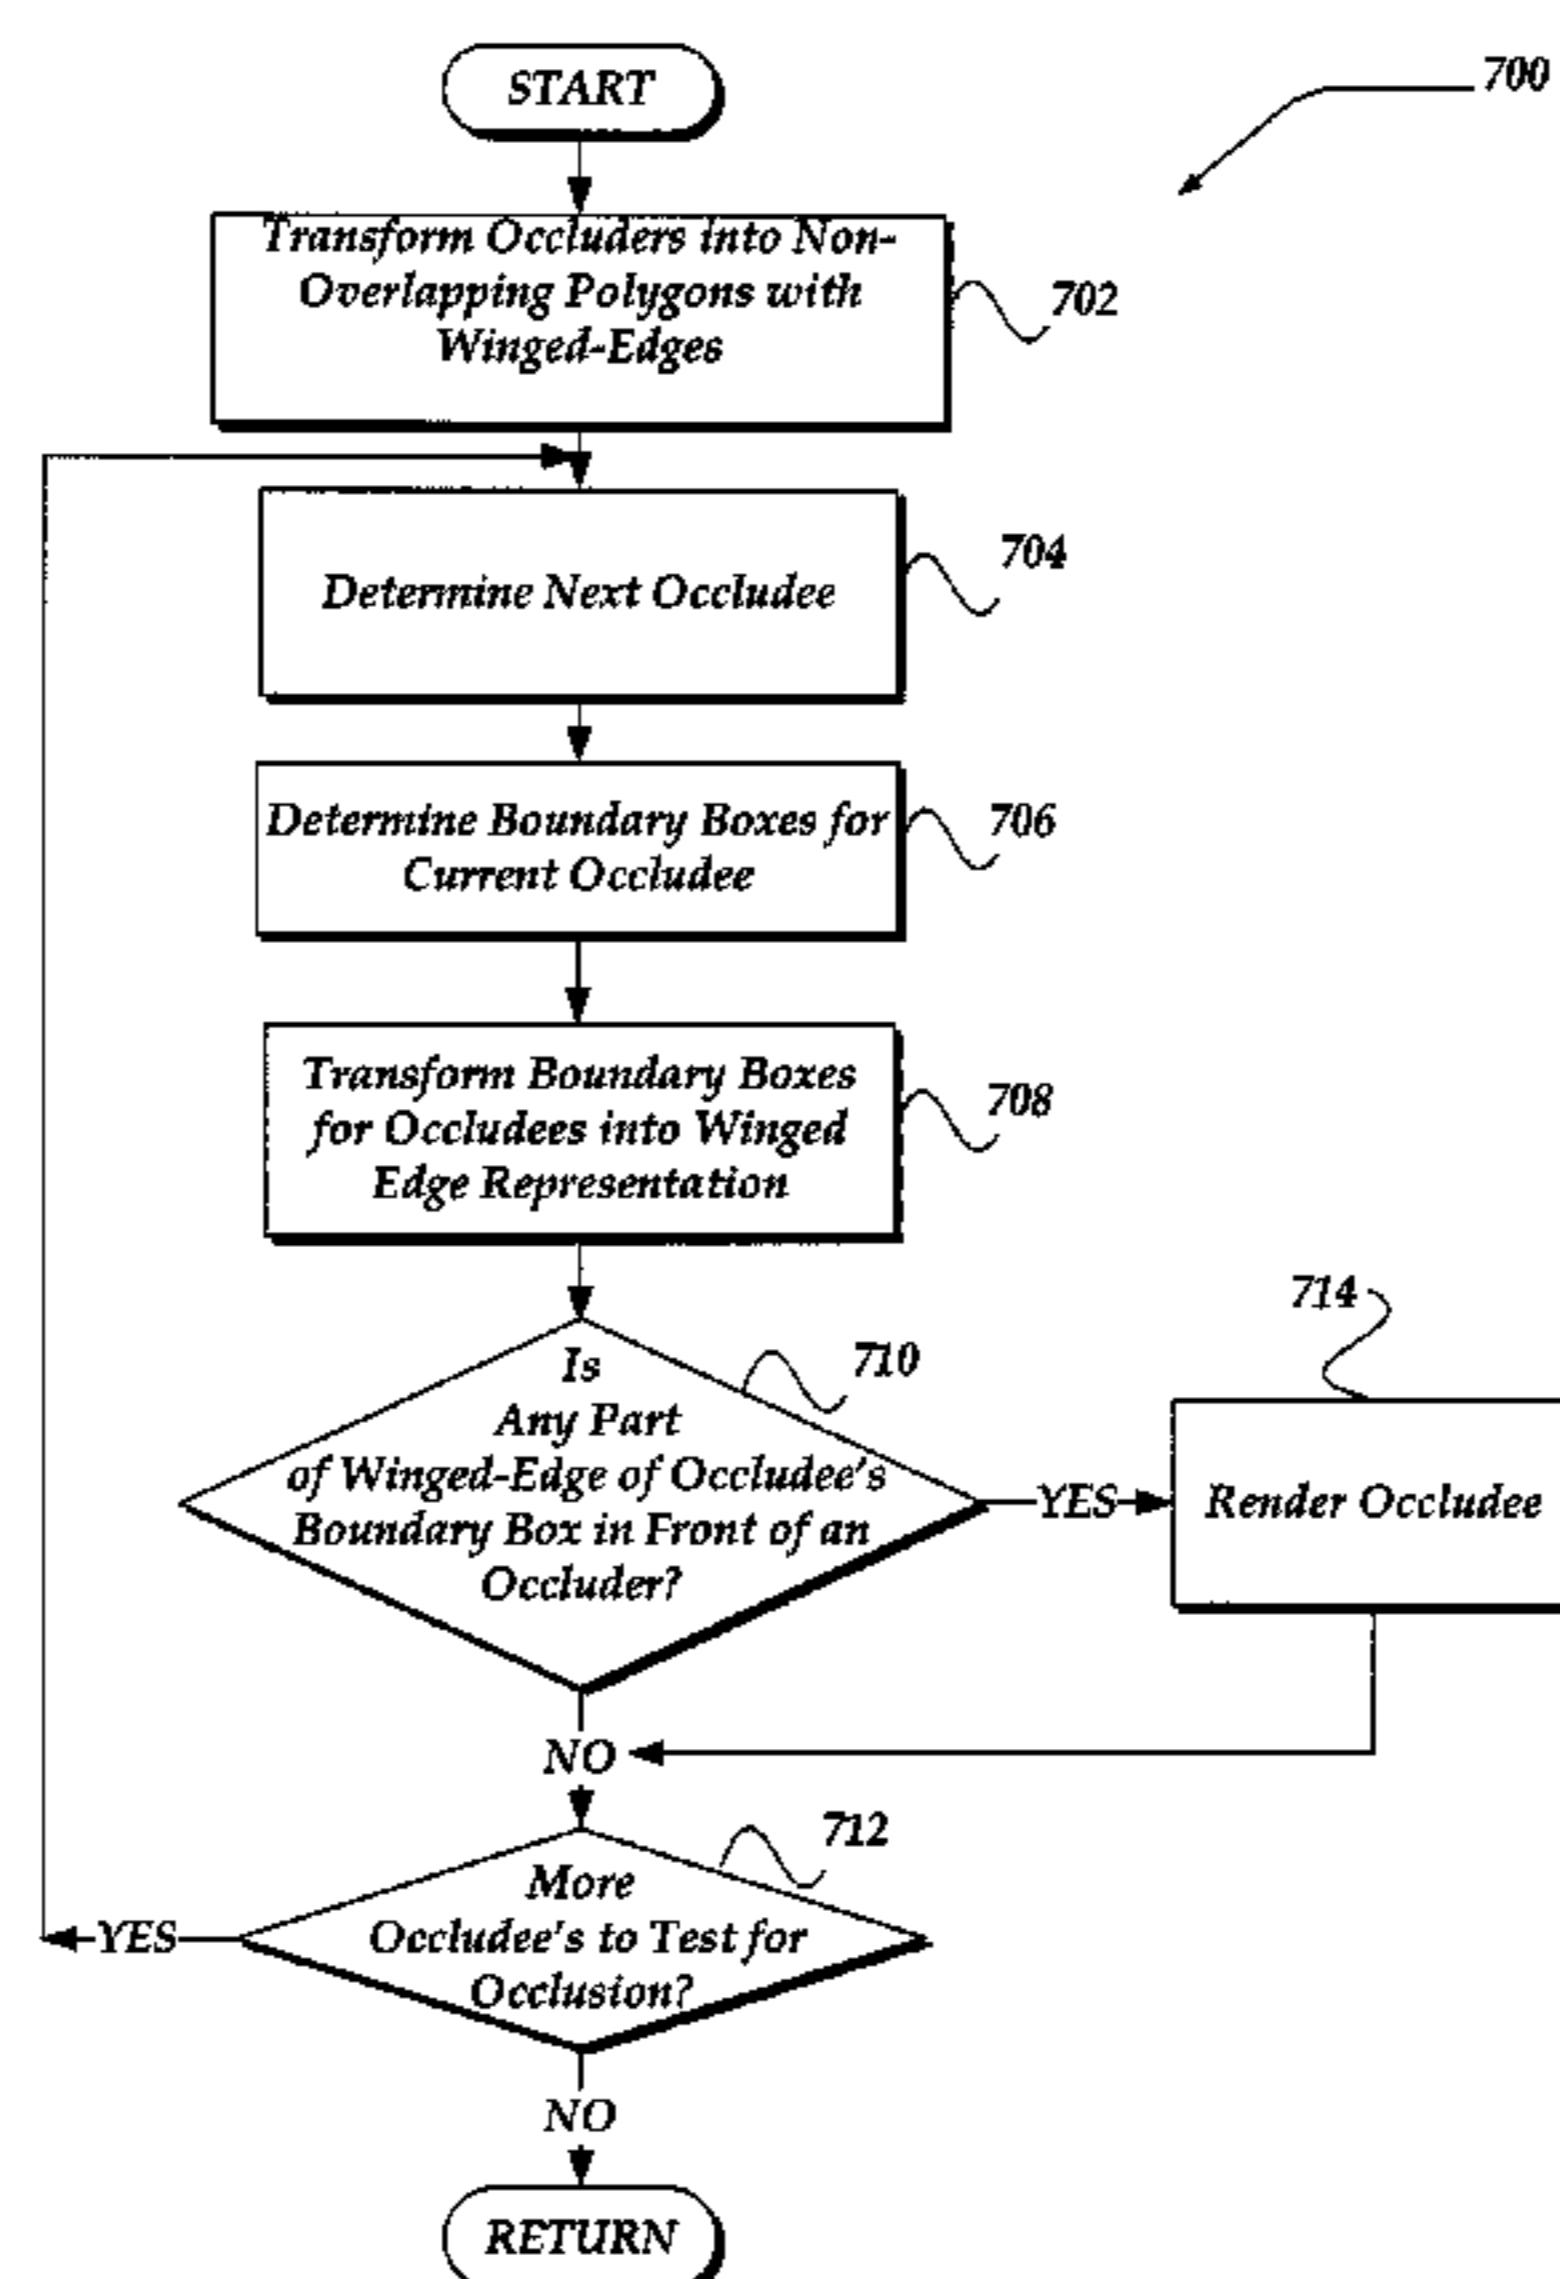 START
700
Transform Occluders into Non-
Overlapping Polygons with
Winged-Edges
702
Determine Next Occludee
704
Determine Boundary Boxes for
Current Occludee
706
Transform Boundary Boxes
for Occludees into Winged
Edge Representation
708
Is
Any Part
of Winged-Edge of Occludee's
Boundary Box in Front of an
Occluder?
710
YES
714
Render Occludee
NO
712
More
Occludee's to Test for
Occlusion?
YES
NO
RETURN